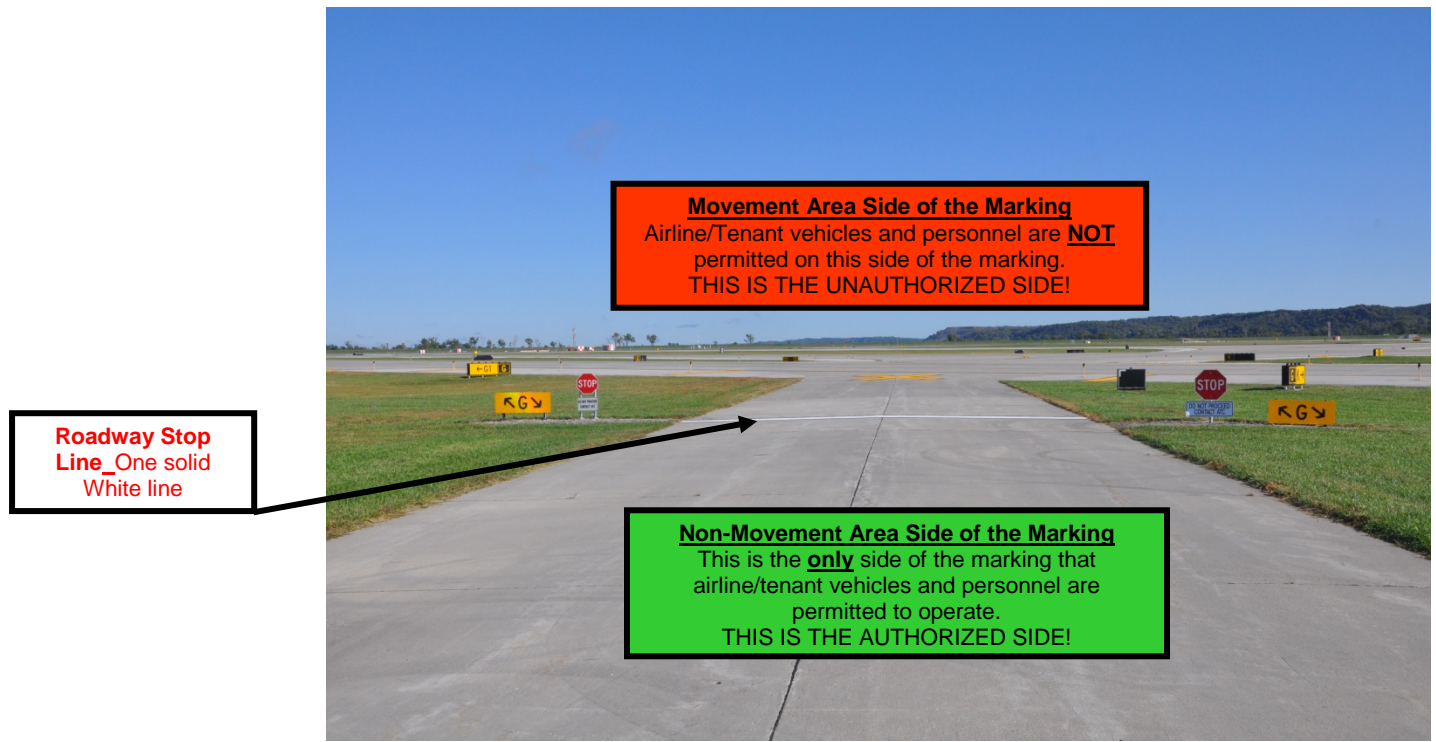 Movement Area Side of the Marking
Airline/Tenant vehicles and personnel are NOT
permitted on this side of the marking.
THIS IS THE UNAUTHORIZED SIDE!
←G1 G
STOP
↖G↘
STOP
DO NOT PROCEED
CONTACT ATC
↖G↘
Roadway Stop
Line_One solid
White line
Non-Movement Area Side of the Marking
This is the only side of the marking that
airline/tenant vehicles and personnel are
permitted to operate.
THIS IS THE AUTHORIZED SIDE!